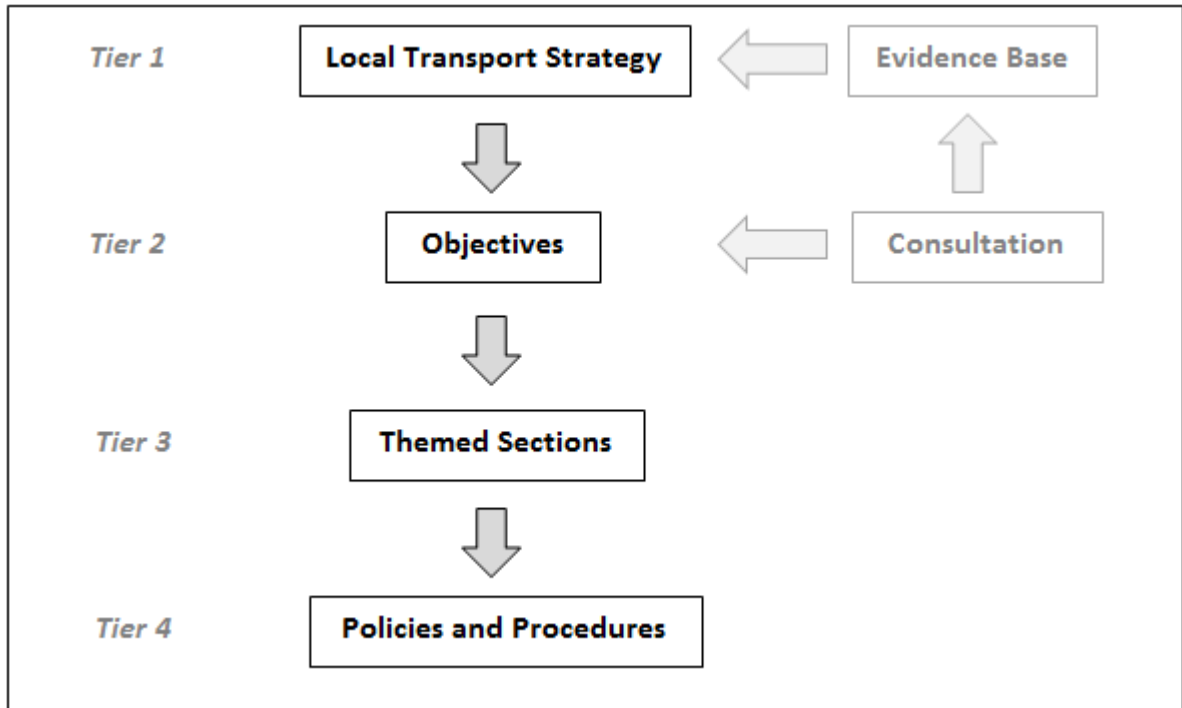 Tier 1
Local Transport Strategy
Evidence Base
Tier 2
Objectives
Consultation
Tier 3
Themed Sections
Tier 4
Policies and Procedures